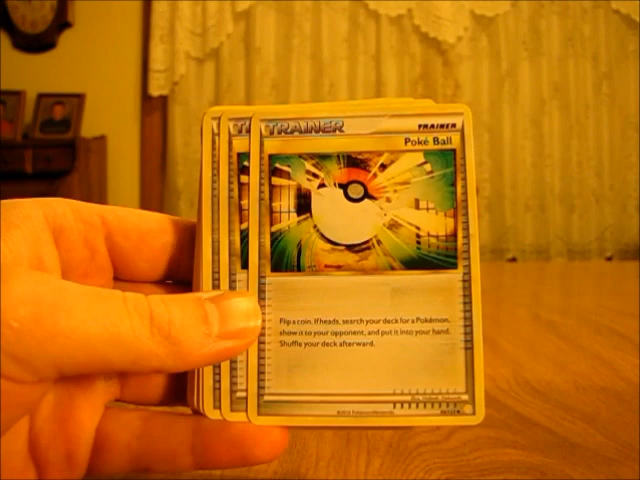 TRAINER TRAINER
Poké Ball
Flip a coin. If heads, search your deck for a Pokémon,
show it to your opponent, and put it into your hand.
Shuffle your deck afterward.